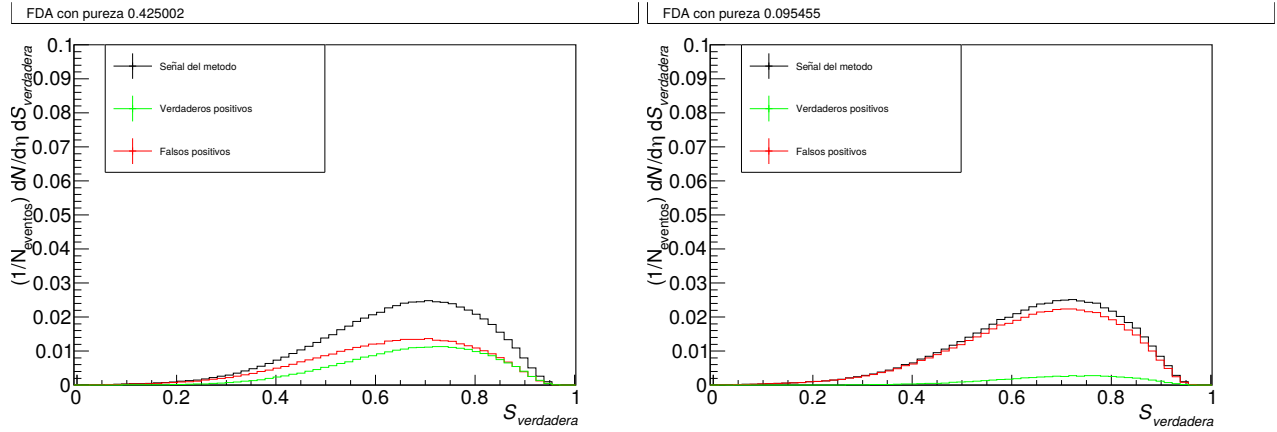 FDA con pureza 0.425002
(1/N_eventos) dN/dη dS_verdadera
0.1
0.09
0.08
0.07
0.06
0.05
0.04
0.03
0.02
0.01
0
Señal del metodo
Verdaderos positivos
Falsos positivos
0 0.2 0.4 0.6 0.8 1
S_verdadera
FDA con pureza 0.095455
(1/N_eventos) dN/dη dS_verdadera
0.1
0.09
0.08
0.07
0.06
0.05
0.04
0.03
0.02
0.01
0
Señal del metodo
Verdaderos positivos
Falsos positivos
0 0.2 0.4 0.6 0.8 1
S_verdadera